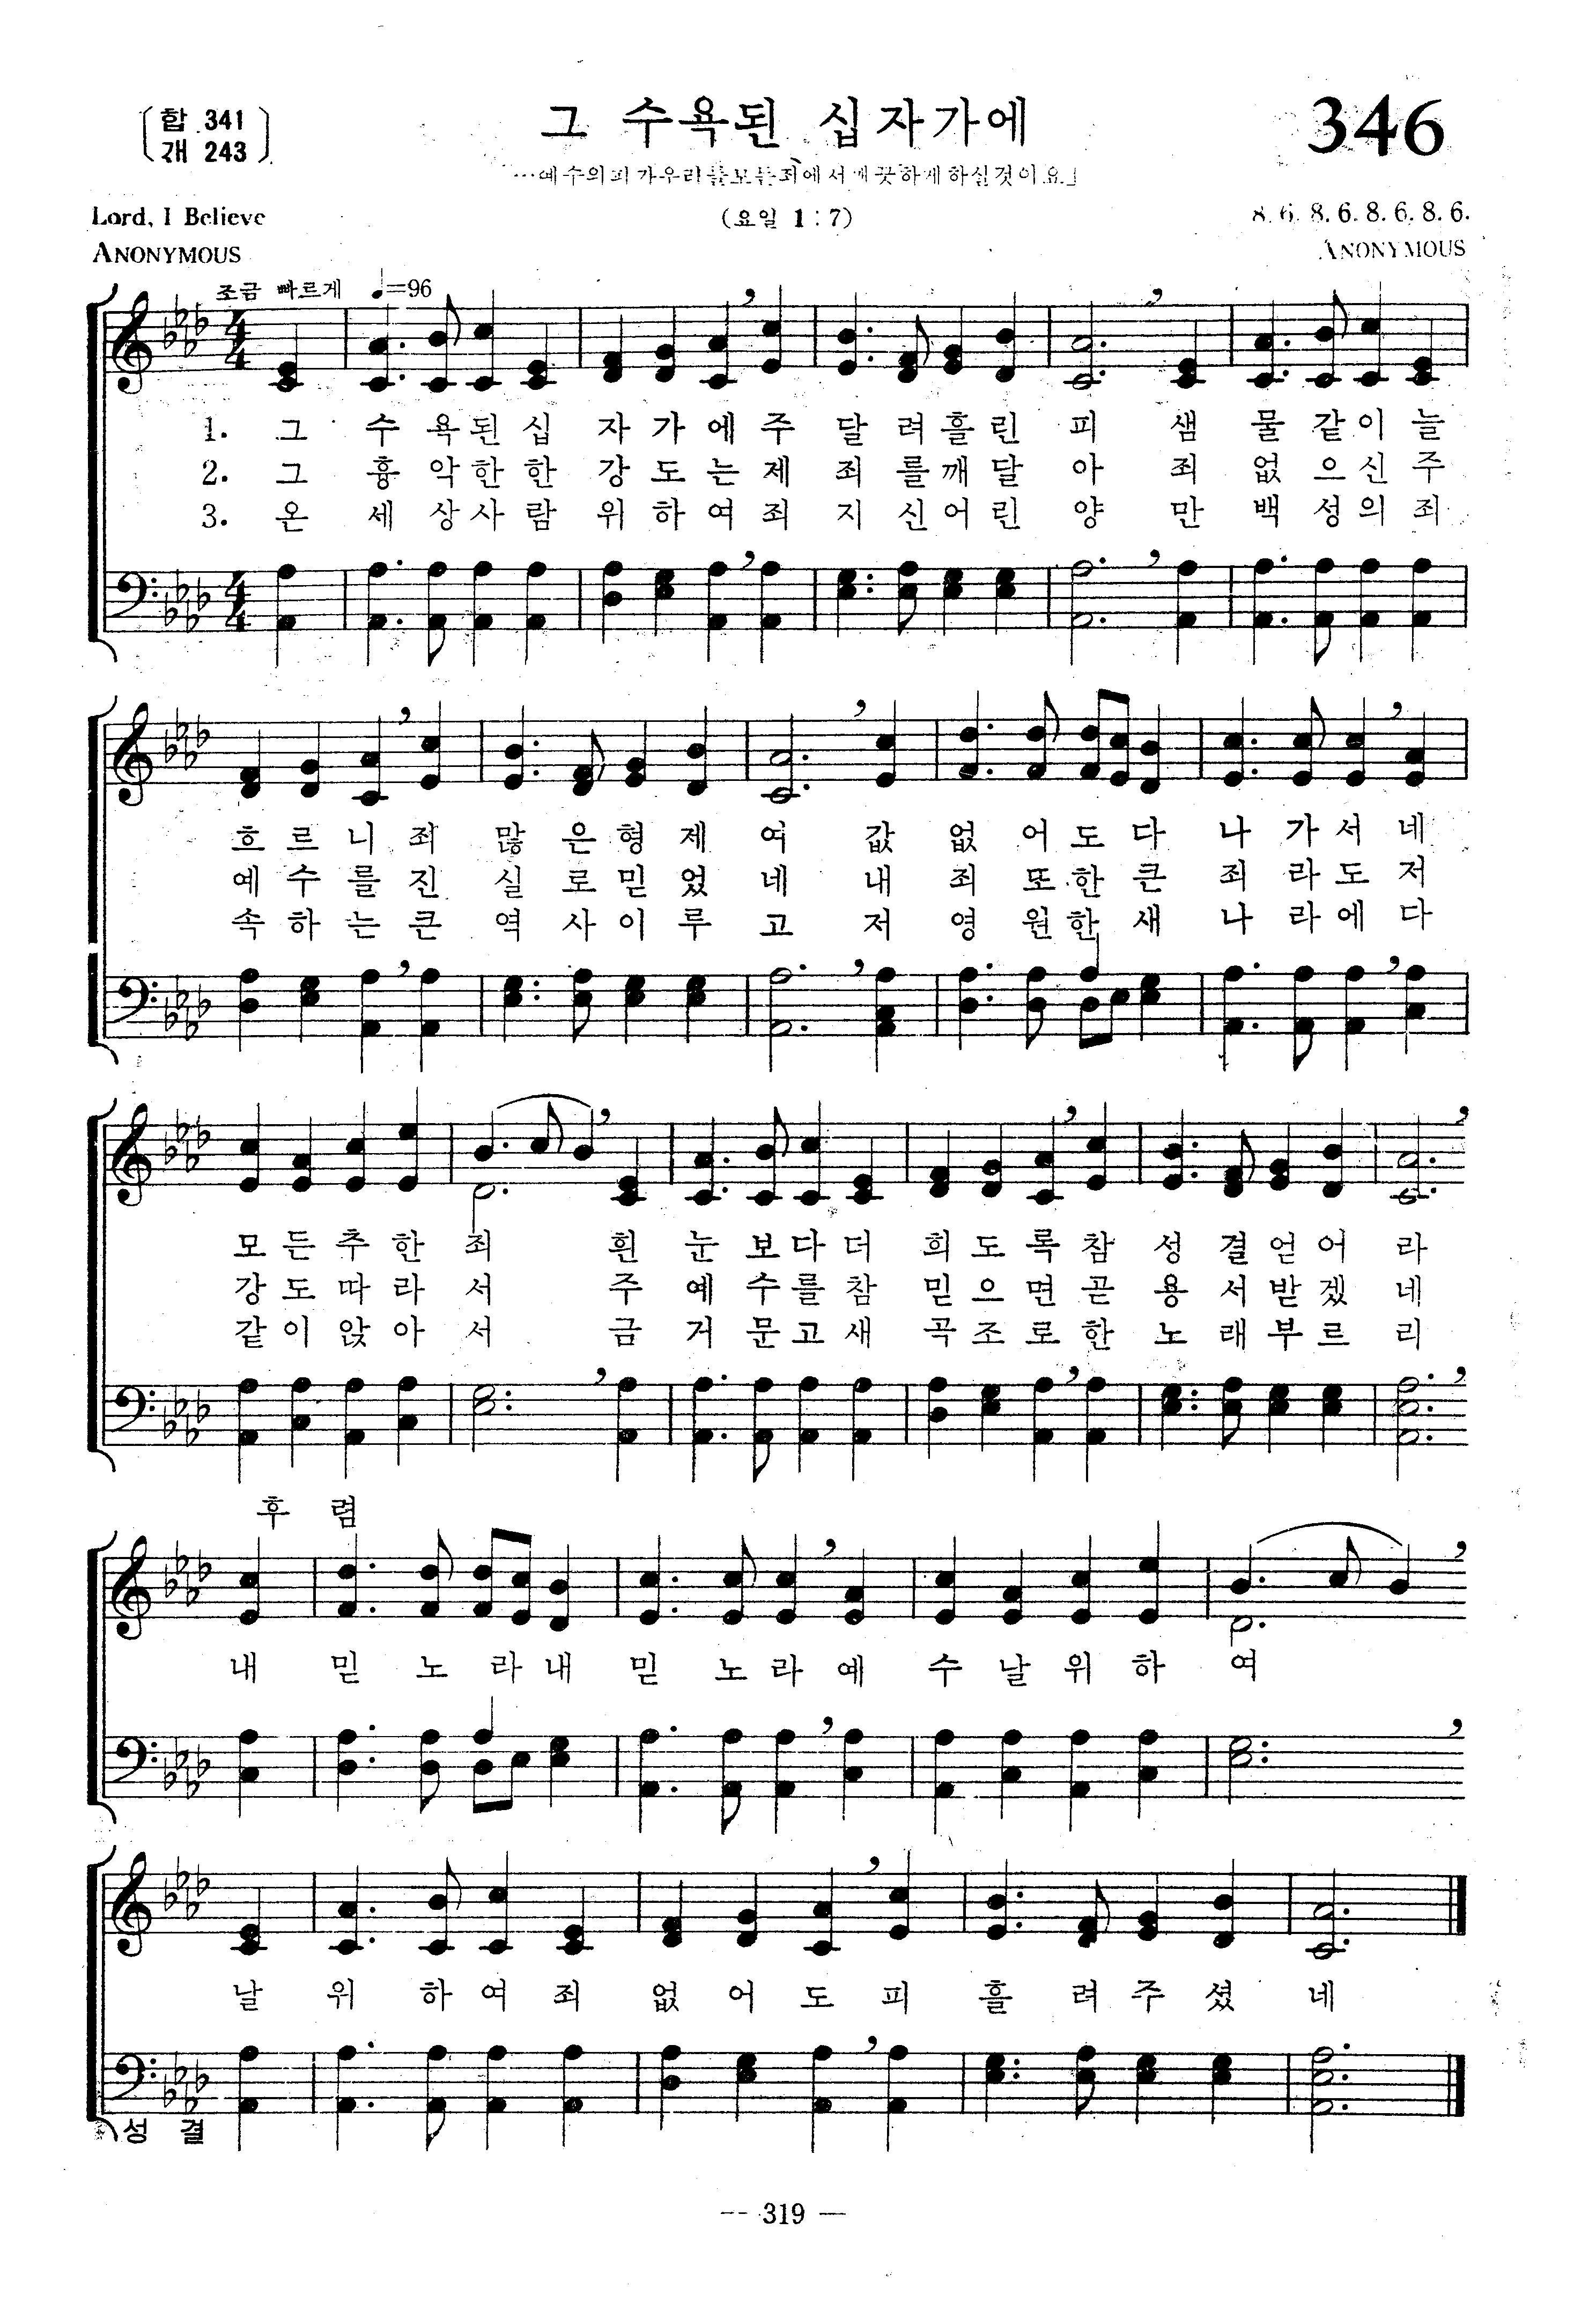 합 341
개 243
그 수욕된 십자가에
346
…예수의피가우리를모든죄에서깨끗하게하실것이요」
Lord, I Believe
(요일 1:7)
8. 6. 8. 6. 8. 6. 8. 6.
ANONYMOUS
ANONYMOUS
조금 빠르게 ♩=96
1. 그 수 욕 된 십 자 가 에 주 달 려 흘 린 피 샘 물 같 이 늘
2. 그 흉 악 한 한 강 도 는 제 죄 를 깨 달 아 죄 없 으 신 주
3. 온 세 상 사 람 위 하 여 죄 지 신 어 린 양 만 백 성 의 죄
흐 르 니 죄 많 은 형 제 여 값 없 어 도 다 나 가 서 네
예 수 를 진 실 로 믿 었 네 내 죄 또 한 큰 죄 라 도 저
속 하 는 큰 역 사 이 루 고 저 영 원 한 새 나 라 에 다
모 든 추 한 죄 흰 눈 보 다 더 희 도 록 참 성 결 얻 어 라
강 도 따 라 서 주 예 수 를 참 믿 으 면 곧 용 서 받 겠 네
같 이 앉 아 서 금 거 문 고 새 곡 조 로 한 노 래 부 르 리
후 렴
내 믿 노 라 내 믿 노 라 예 수 날 위 하 여
날 위 하 여 죄 없 어 도 피 흘 려 주 셨 네
성 결
-- 319 —